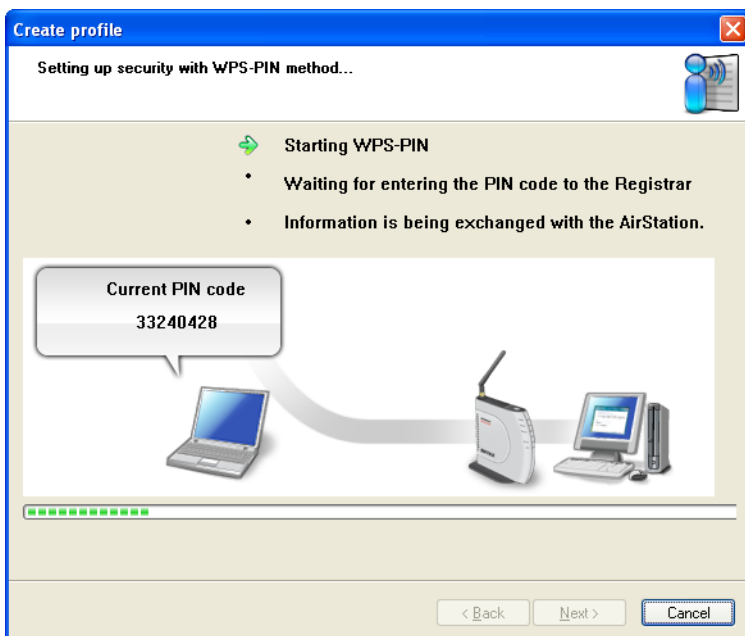 Create profile
Setting up security with WPS-PIN method...
Starting WPS-PIN
• Waiting for entering the PIN code to the Registrar
• Information is being exchanged with the AirStation.
Current PIN code
33240428
< Back Next > Cancel